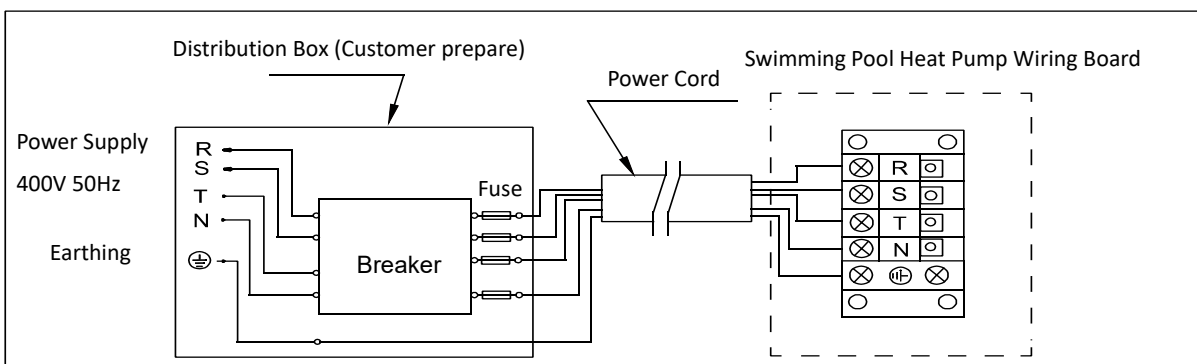 Distribution Box (Customer prepare)
Power Cord
Swimming Pool Heat Pump Wiring Board
Power Supply
400V 50Hz
Earthing
R
S
T
N
Fuse
Breaker
R
S
T
N